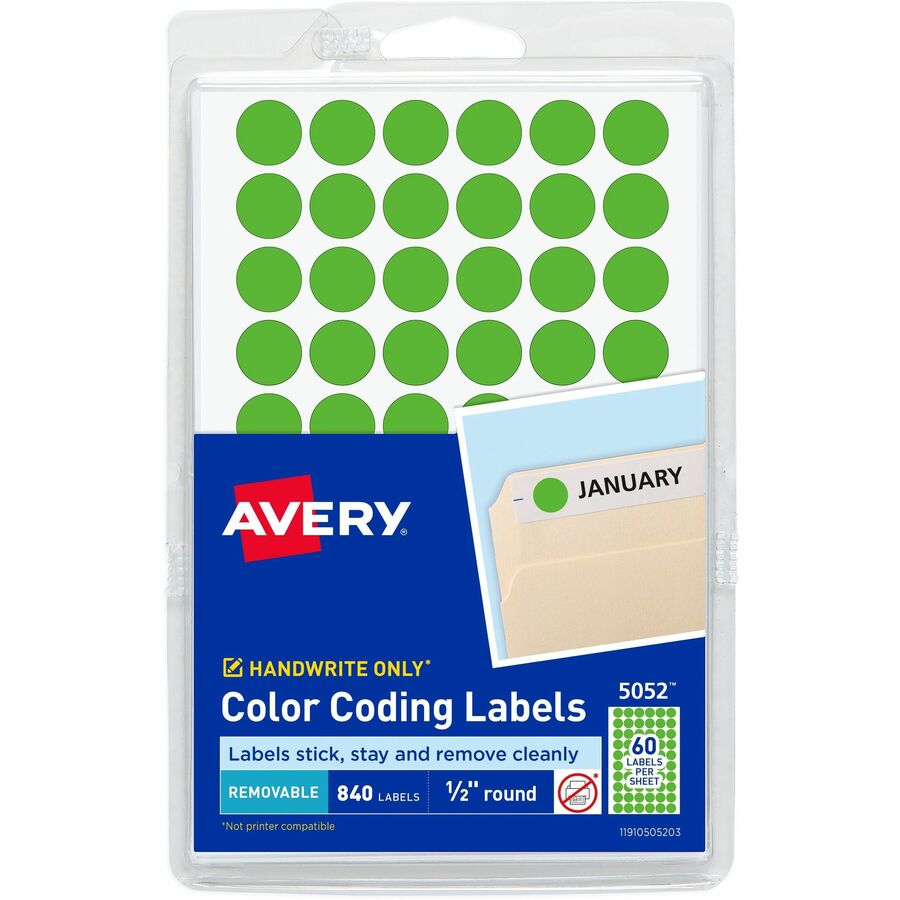 JANUARY
AVERY®
HANDWRITE ONLY*
Color Coding Labels
Labels stick, stay and remove cleanly
REMOVABLE 840 LABELS 1/2" round *
*Not printer compatible
5052™
60
LABELS
PER
SHEET
11910505203